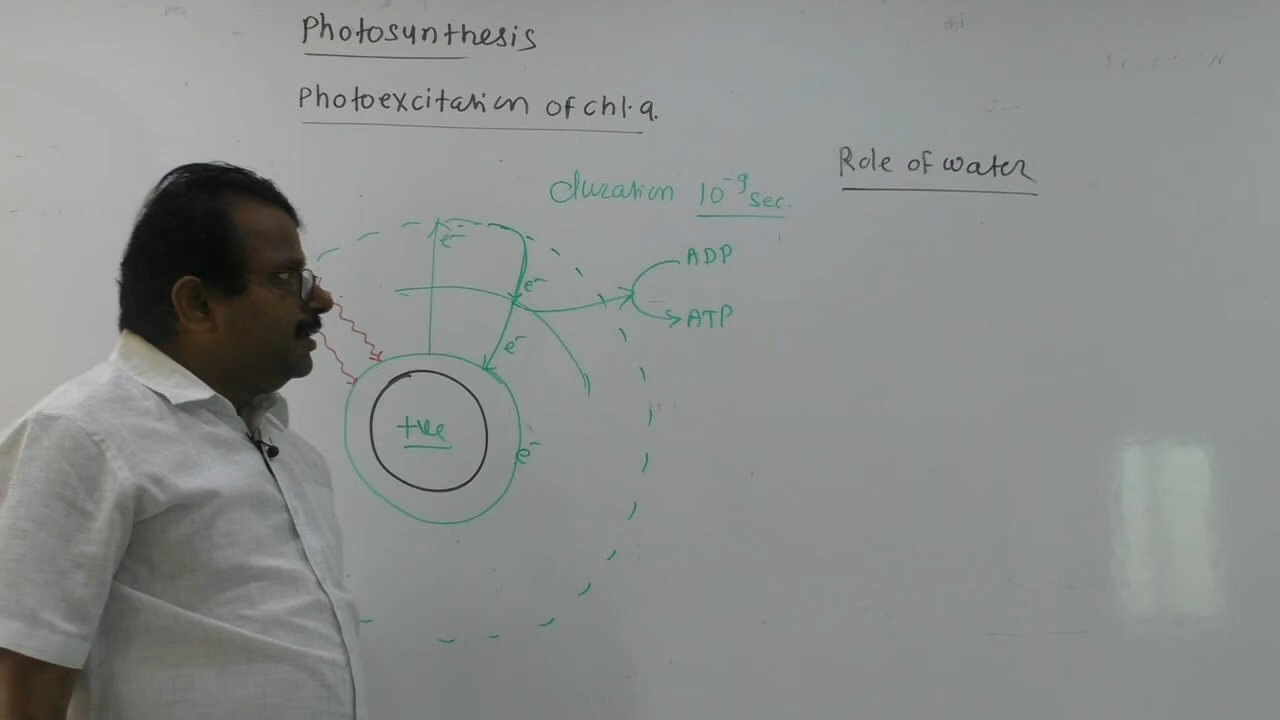 Photosynthesis
Photoexcitation of chl.a.
Role of water
duration 10⁻⁹ sec.
e⁻
ADP
e⁻
ATP
e⁻
+ve
e⁻